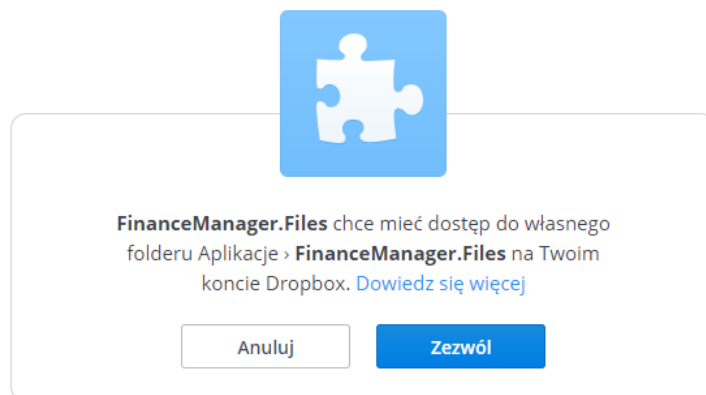 FinanceManager.Files chce mieć dostęp do własnego
folderu Aplikacje › FinanceManager.Files na Twoim
koncie Dropbox. Dowiedz się więcej
Anuluj
Zezwól